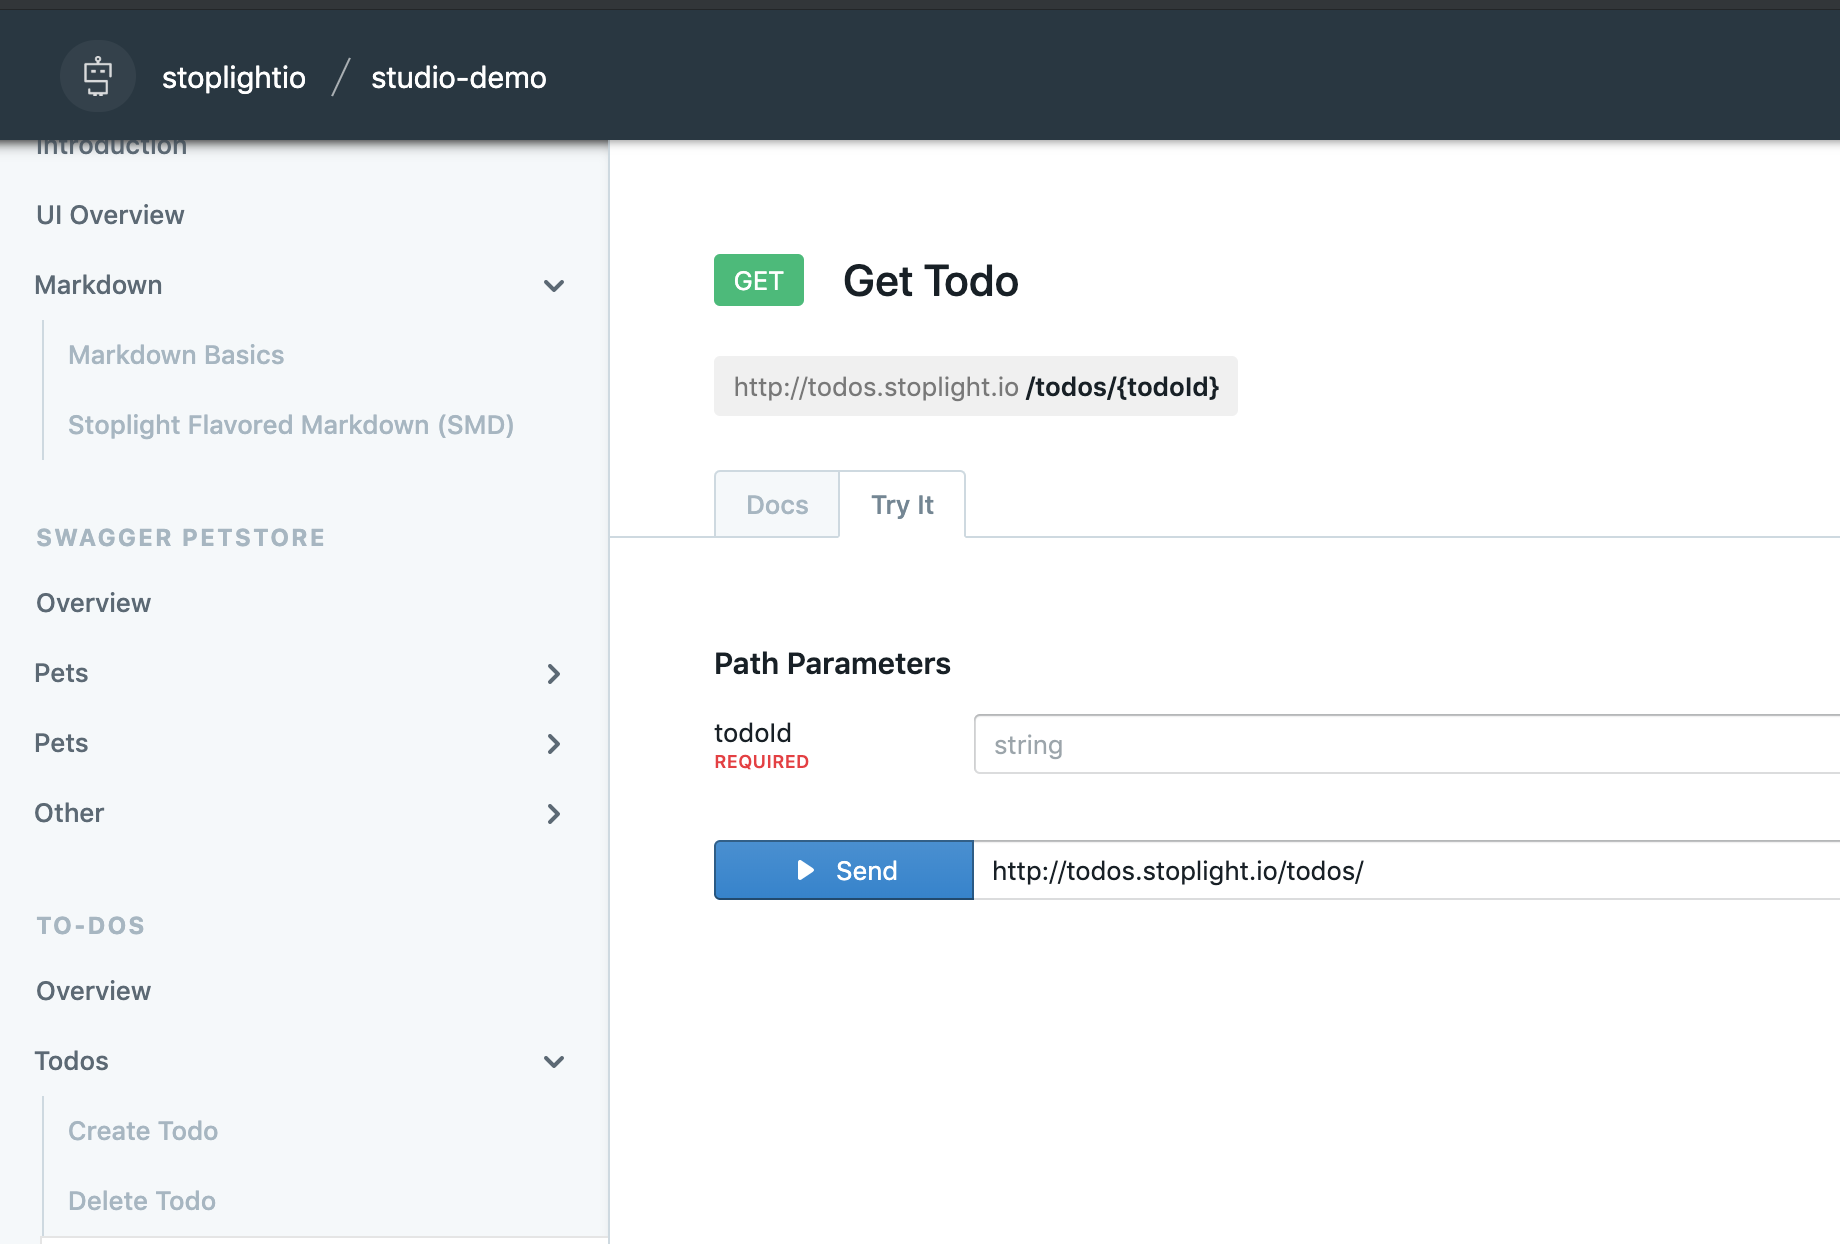 stoplightio / studio-demo
Introduction
UI Overview
Markdown
Markdown Basics
Stoplight Flavored Markdown (SMD)
SWAGGER PETSTORE
Overview
Pets
Pets
Other
TO-DOS
Overview
Todos
Create Todo
Delete Todo
GET Get Todo
http://todos.stoplight.io /todos/{todoId}
Docs Try It
Path Parameters
todoId string
REQUIRED
Send http://todos.stoplight.io/todos/